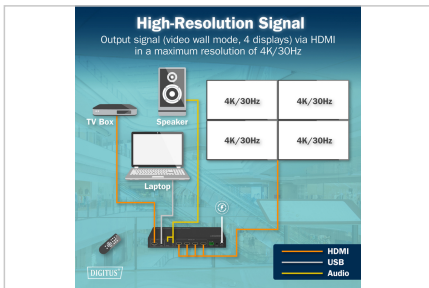 High-Resolution Signal
Output signal (video wall mode, 4 displays) via HDMI
in a maximum resolution of 4K/30Hz
TV Box
Speaker
4K/30Hz
4K/30Hz
4K/30Hz
4K/30Hz
Laptop
DIGITUS
HDMI
USB
Audio